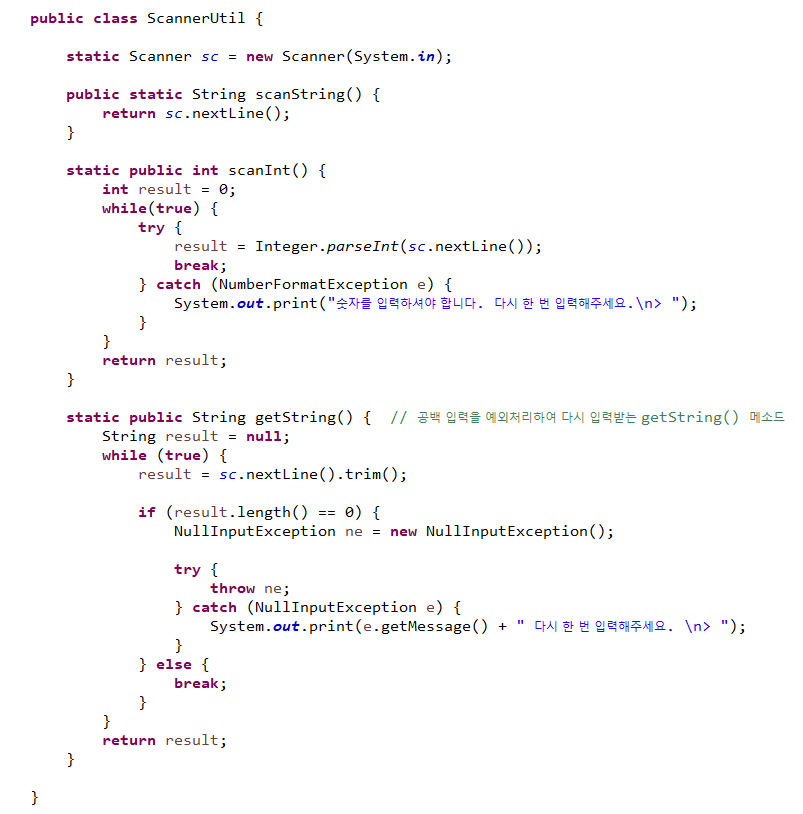 public class ScannerUtil {
static Scanner sc = new Scanner(System.in);
public static String scanString() {
return sc.nextLine();
}
static public int scanInt() {
int result = 0;
while(true) {
try {
result = Integer.parseInt(sc.nextLine());
break;
} catch (NumberFormatException e) {
System.out.print("숫자를 입력하셔야 합니다. 다시 한 번 입력해주세요.\n> ");
}
}
return result;
}
static public String getString() {  // 공백 입력을 예외처리하여 다시 입력받는 getString() 메소드
String result = null;
while (true) {
result = sc.nextLine().trim();
if (result.length() == 0) {
NullInputException ne = new NullInputException();
try {
throw ne;
} catch (NullInputException e) {
System.out.print(e.getMessage() + " 다시 한 번 입력해주세요. \n> ");
}
} else {
break;
}
}
return result;
}
}